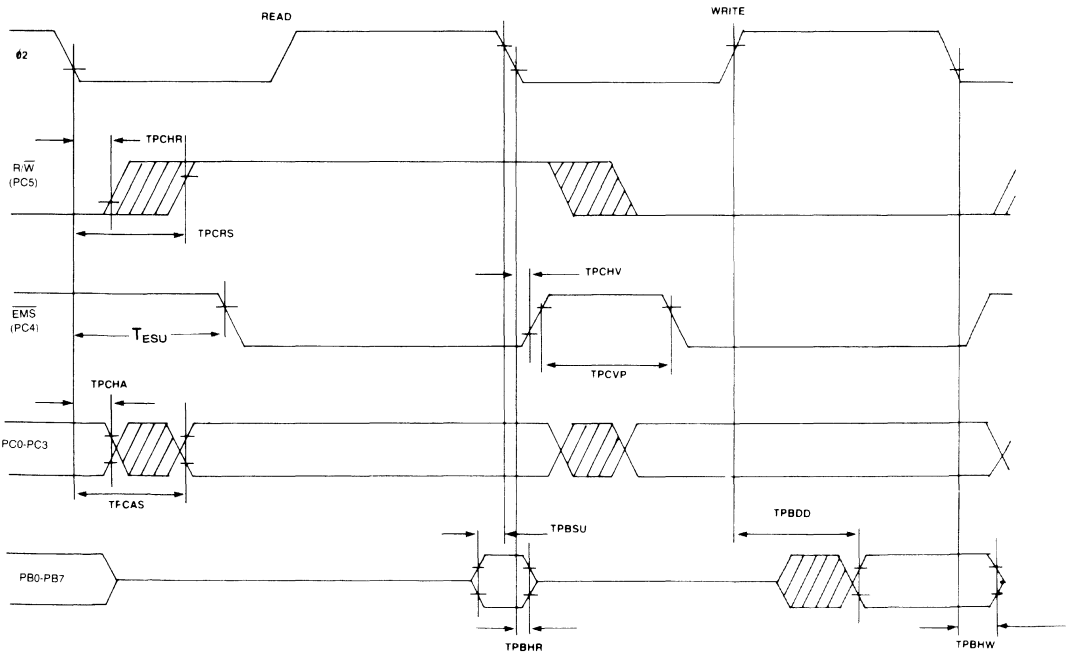 READ
WRITE
ϕ2
TPCHR
R/W̅
(PC5)
TPCRS
TPCHV
E̅M̅S̅
(PC4)
TESU
TPCVP
TPCHA
PC0-PC3
TPCAS
TPBSU
TPBDD
PB0-PB7
TPBHR
TPBHW